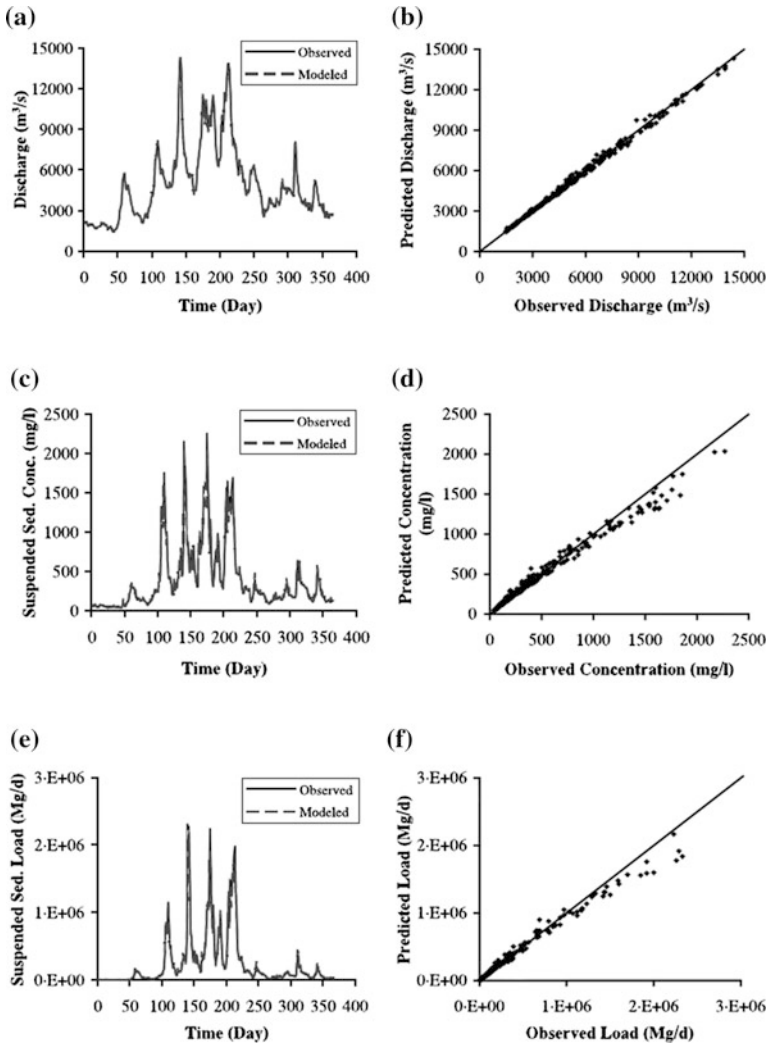 (a)
15000
12000
9000
6000
3000
0
Discharge (m³/s)
Observed
Modeled
0 50 100 150 200 250 300 350 400
Time (Day)
(b)
15000
12000
9000
6000
3000
0
Predicted Discharge (m³/s)
0 3000 6000 9000 12000 15000
Observed Discharge (m³/s)
(c)
2500
2000
1500
1000
500
0
Suspended Sed. Conc. (mg/l)
Observed
Modeled
0 50 100 150 200 250 300 350 400
Time (Day)
(d)
2500
2000
1500
1000
500
0
Predicted Concentration
(mg/l)
0 500 1000 1500 2000 2500
Observed Concentration (mg/l)
(e)
3·E+06
2·E+06
1·E+06
0·E+00
Suspended Sed. Load (Mg/d)
Observed
Modeled
0 50 100 150 200 250 300 350 400
Time (Day)
(f)
3·E+06
2·E+06
1·E+06
0·E+00
Predicted Load (Mg/d)
0·E+00 1·E+06 2·E+06 3·E+06
Observed Load (Mg/d)